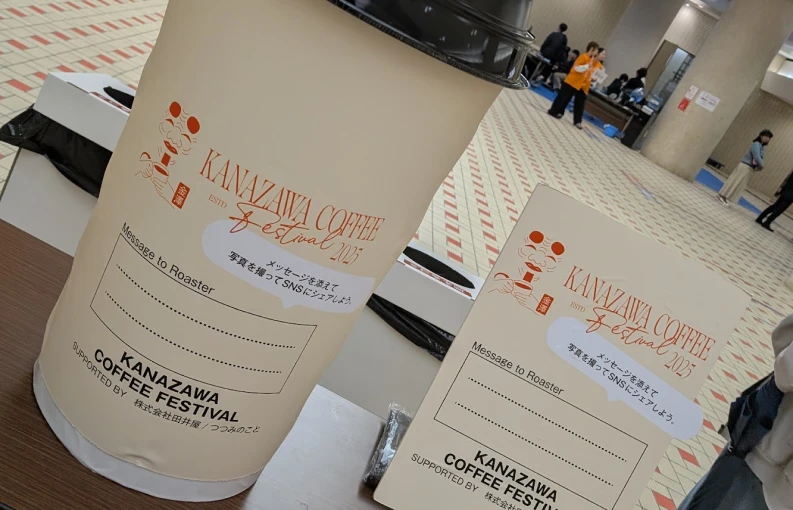 KANAZAWA COFFEE
ESTD
Festival 2025
金澤
メッセージを添えて
写真を撮ってSNSにシェアしよう。
Message to Roaster
KANAZAWA
COFFEE FESTIVAL
SUPPORTED BY 株式会社田井屋/つつみのこと
KANAZAWA COFFEE
ESTD
Festival 2025
金澤
メッセージを添えて
写真を撮ってSNSにシェアしよう。
Message to Roaster
KANAZAWA
COFFEE FESTIV
SUPPORTED BY 株式会